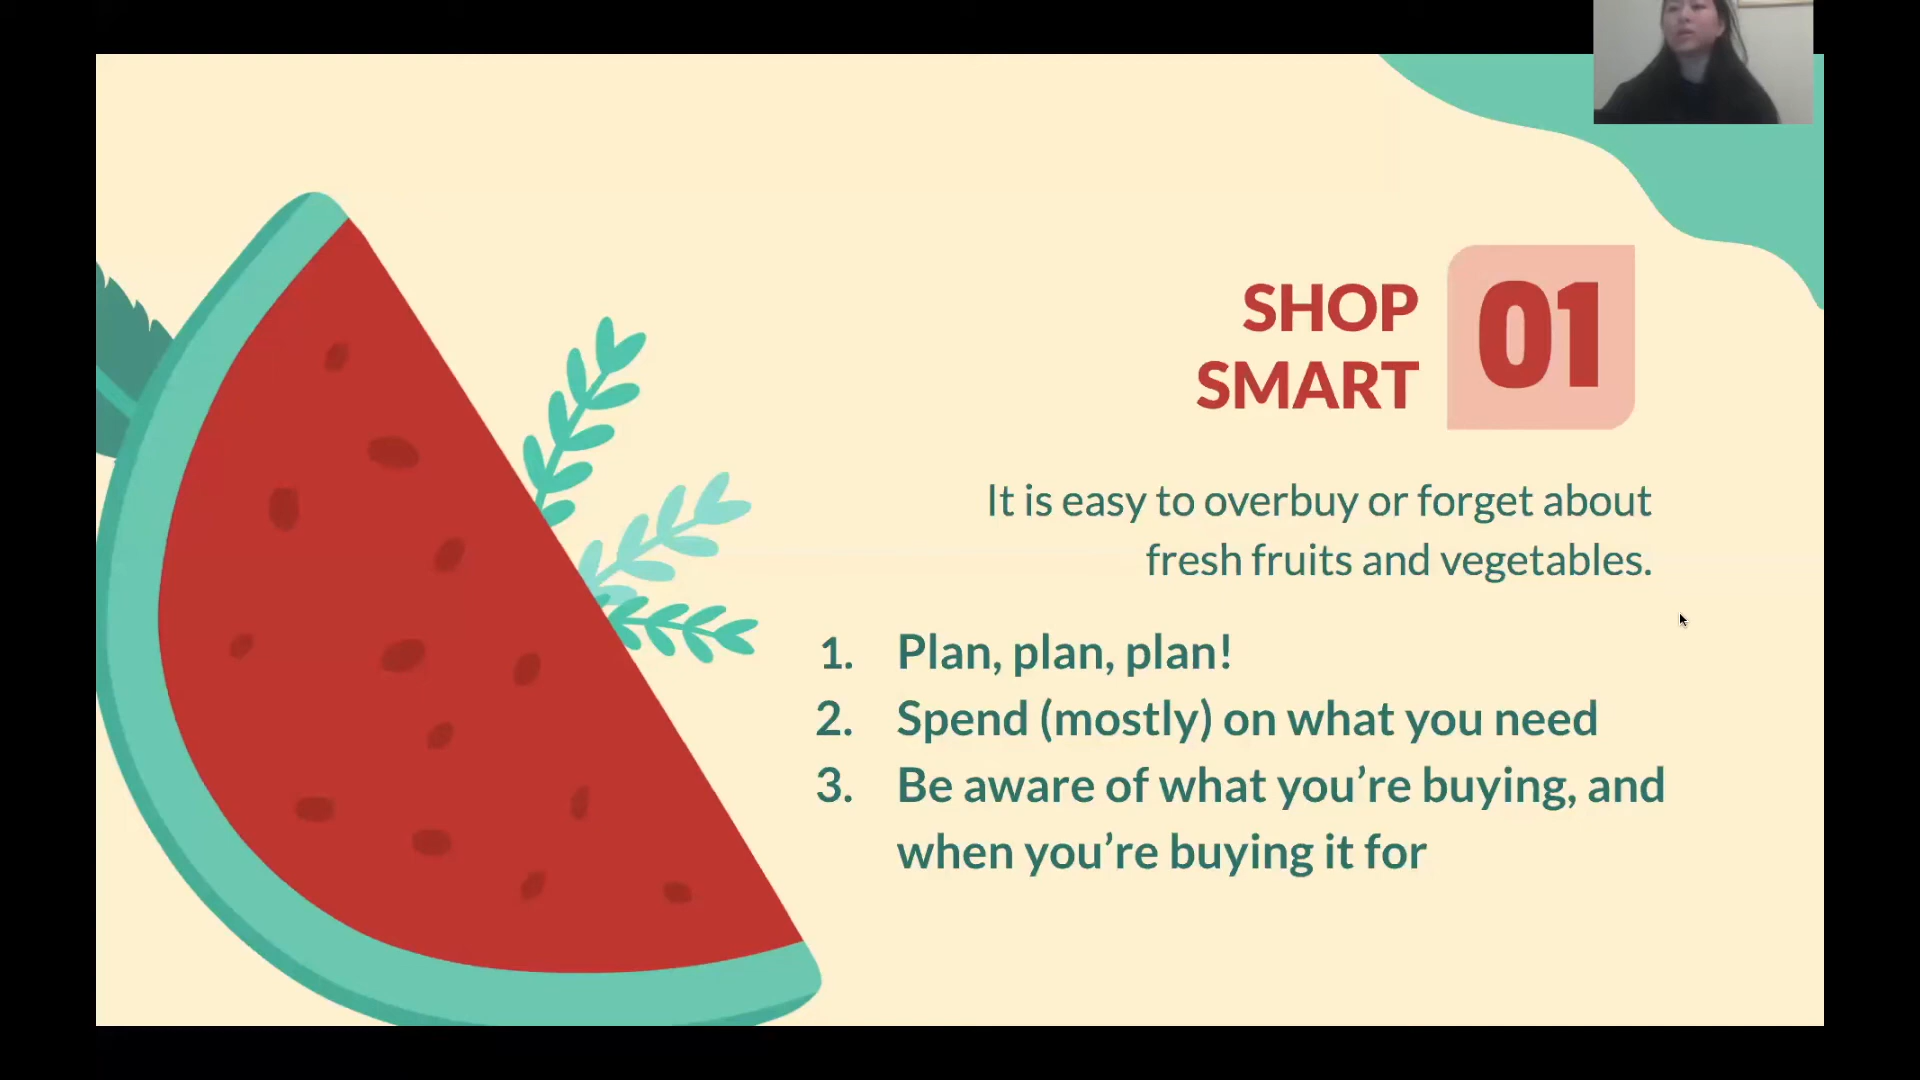 SHOP
SMART
01
It is easy to overbuy or forget about
fresh fruits and vegetables.
1. Plan, plan, plan!
2. Spend (mostly) on what you need
3. Be aware of what you’re buying, and
when you’re buying it for